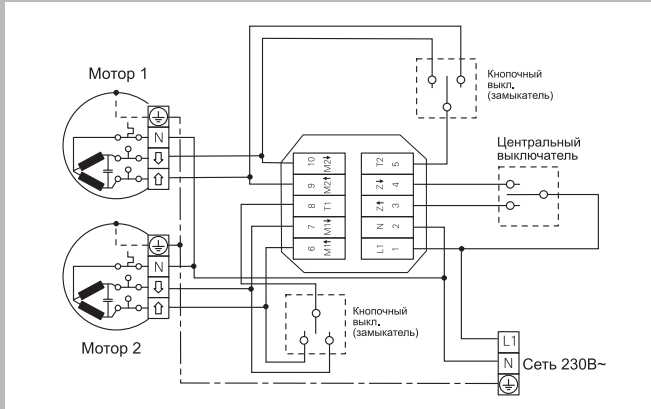 Мотор 1
N
⇩
⇧
Кнопочный
выкл.
(замыкатель)
Центральный
выключатель
10 M2↓
9 M2↑
8 T1
7 M1↓
6 M1↑
T2 5
Z↓ 4
Z↑ 3
N 2
L1 1
Мотор 2
N
⇩
⇧
Кнопочный
выкл.
(замыкатель)
L1
N
Сеть 230В~